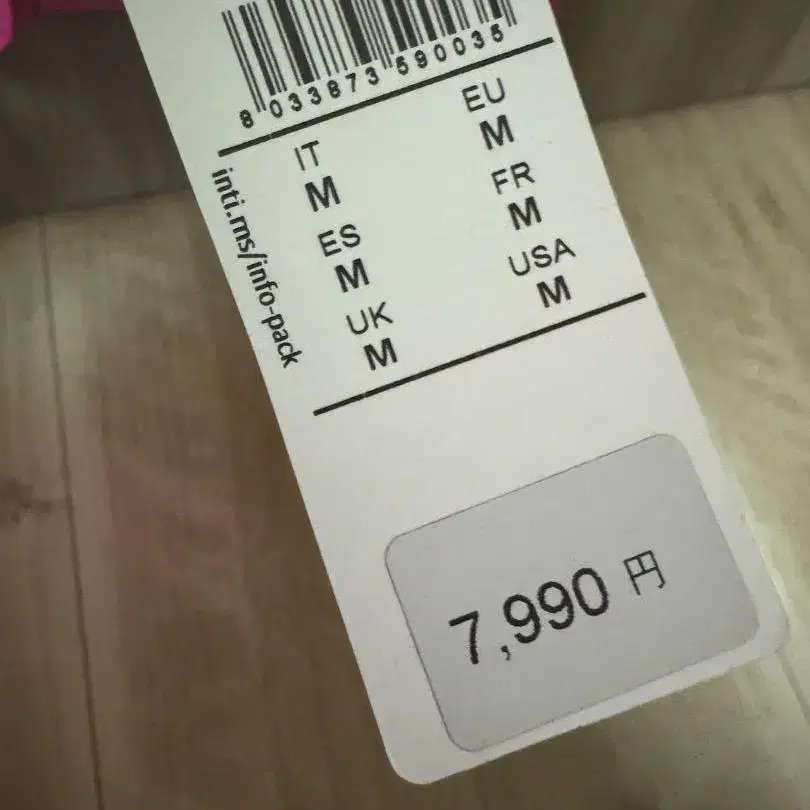 8 033873 590035
IT EU
M M
ES FR
M M
UK USA
M M
inti.ms/info-pack
7,990 円